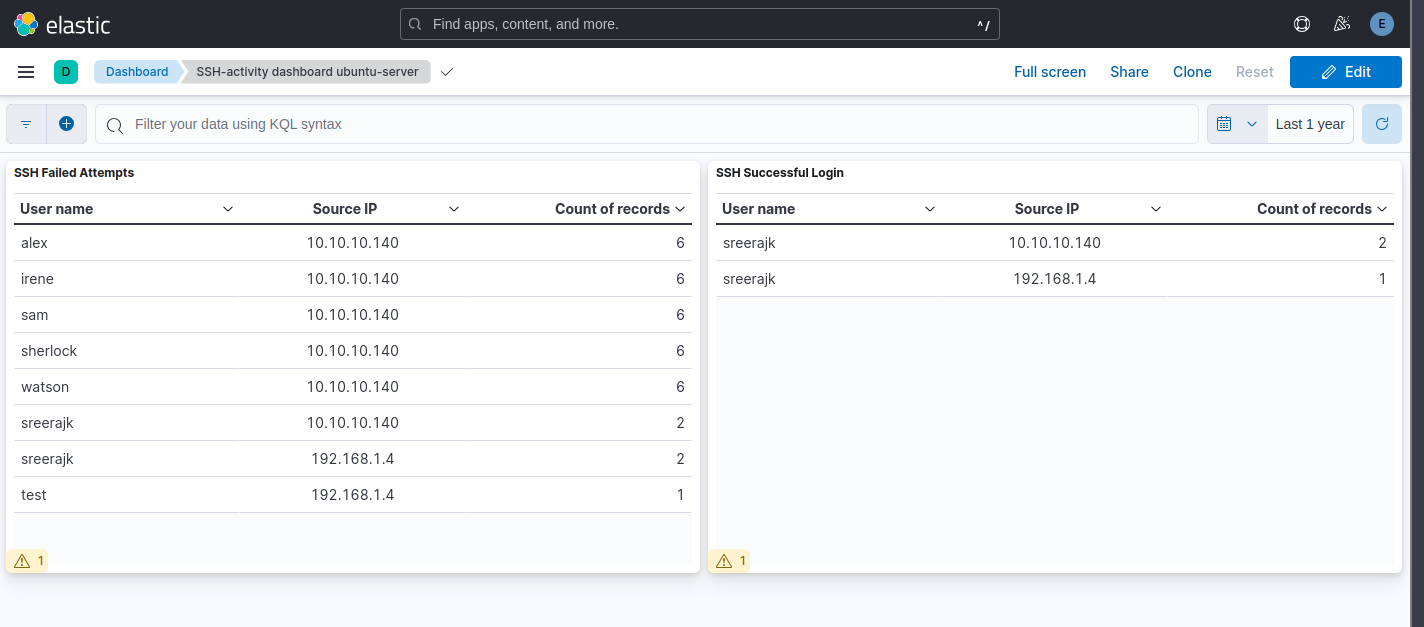 elastic
Find apps, content, and more.
^/
E
D
Dashboard
SSH-activity dashboard ubuntu-server
Full screen
Share
Clone
Reset
Edit
Filter your data using KQL syntax
Last 1 year
SSH Failed Attempts
User name Source IP Count of records
alex 10.10.10.140 6
irene 10.10.10.140 6
sam 10.10.10.140 6
sherlock 10.10.10.140 6
watson 10.10.10.140 6
sreerajk 10.10.10.140 2
sreerajk 192.168.1.4 2
test 192.168.1.4 1
1
SSH Successful Login
User name Source IP Count of records
sreerajk 10.10.10.140 2
sreerajk 192.168.1.4 1
1